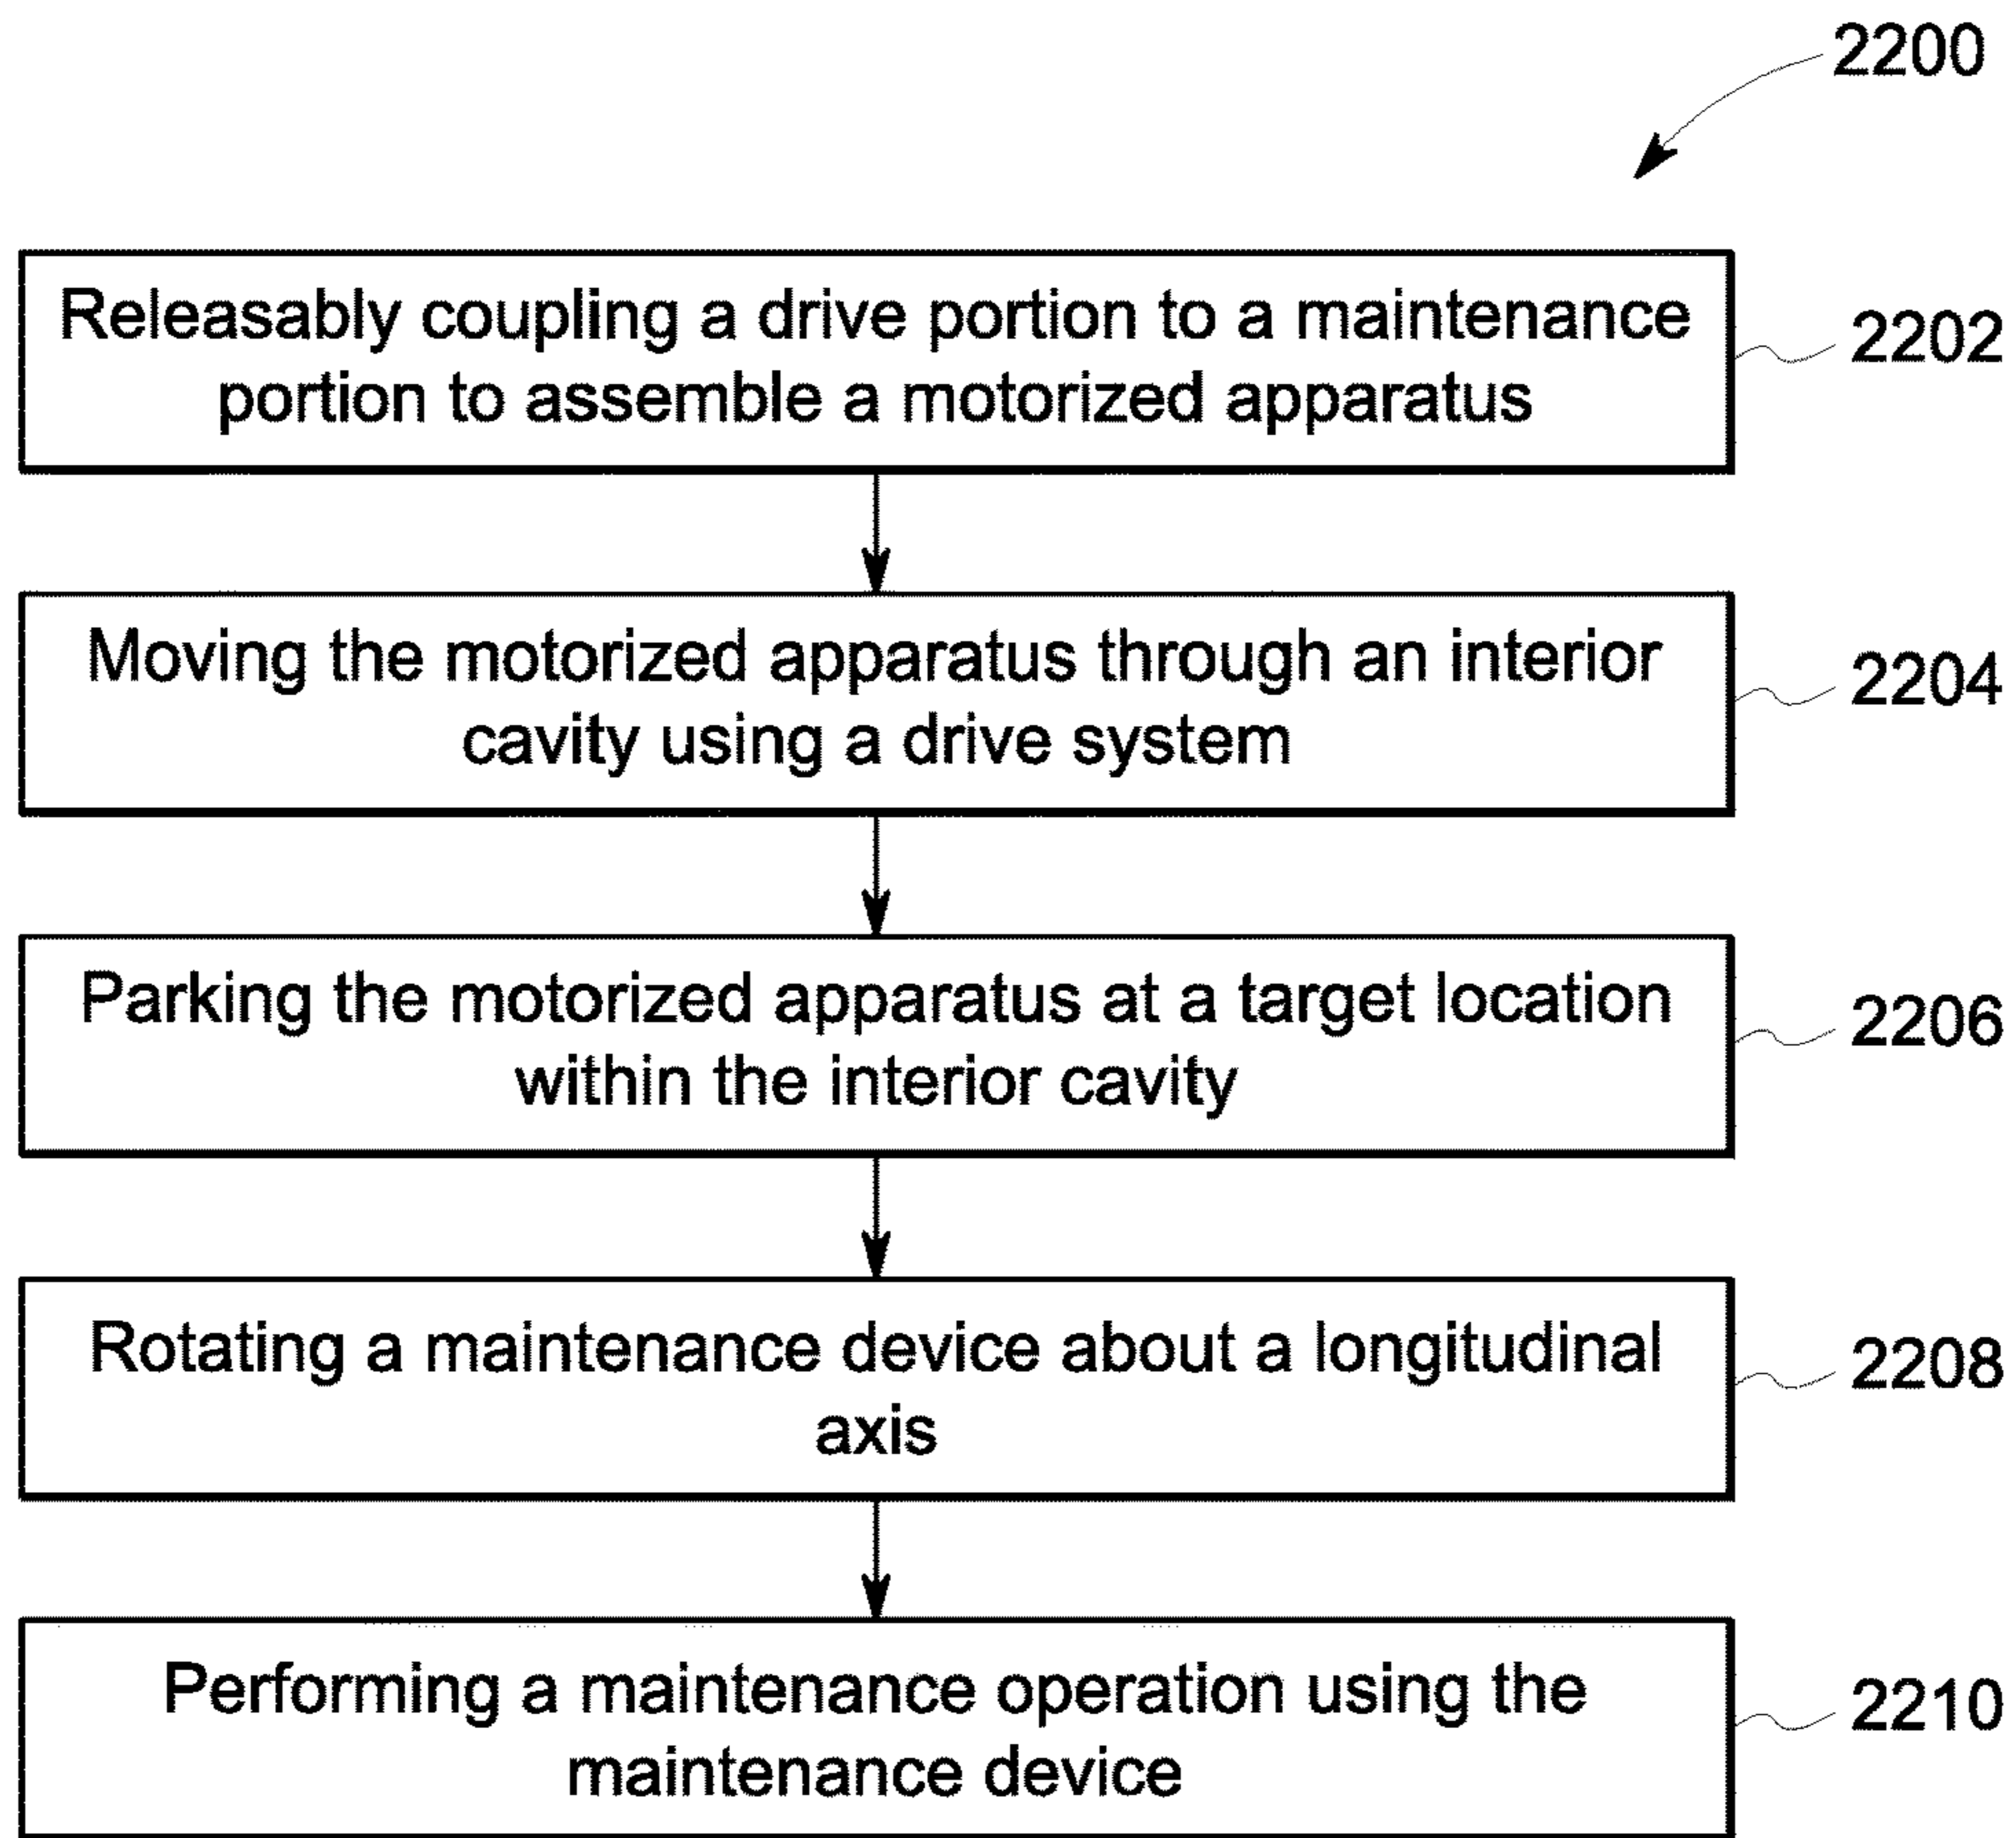 2200
Releasably coupling a drive portion to a maintenance
portion to assemble a motorized apparatus
2202
Moving the motorized apparatus through an interior
cavity using a drive system
2204
Parking the motorized apparatus at a target location
within the interior cavity
2206
Rotating a maintenance device about a longitudinal
axis
2208
Performing a maintenance operation using the
maintenance device
2210